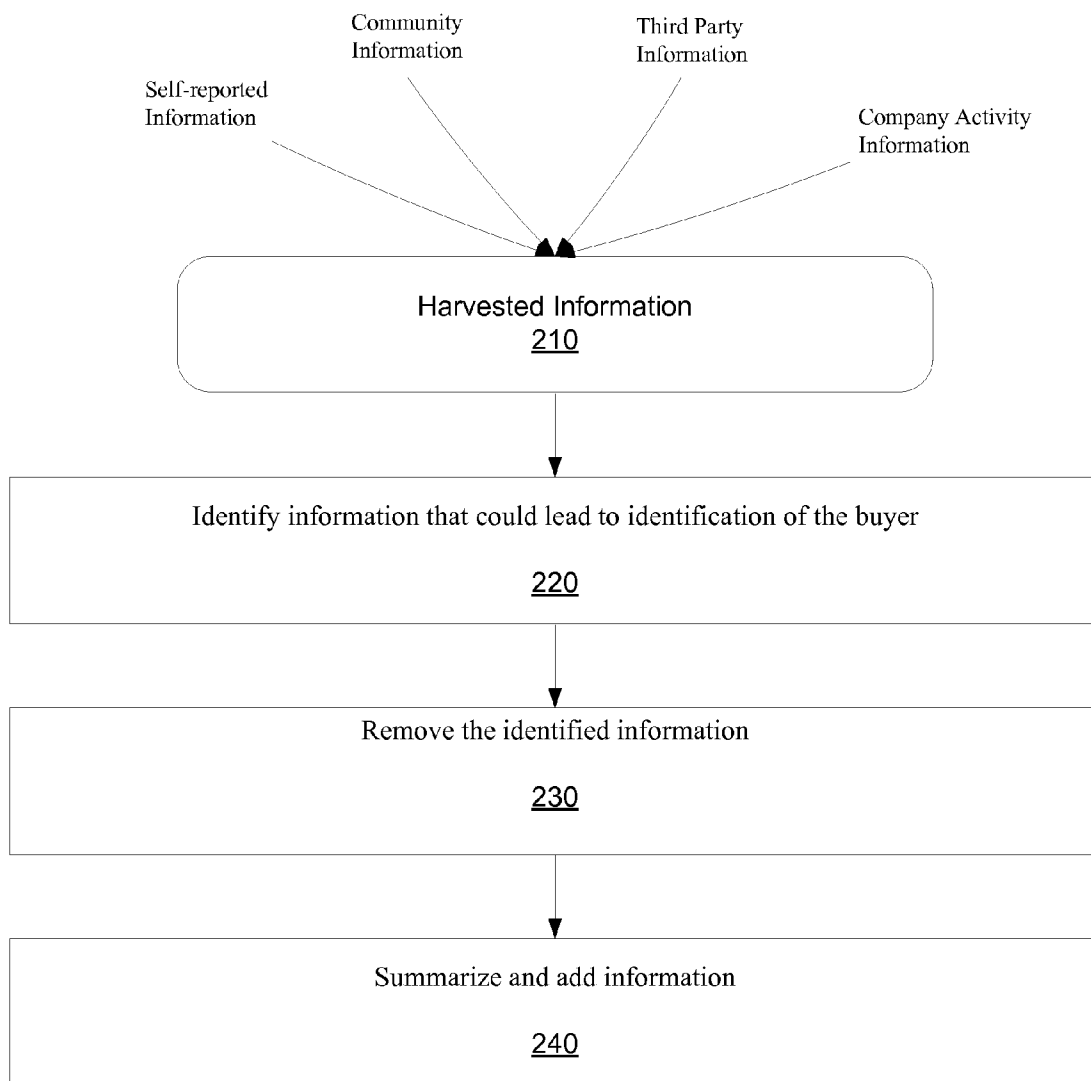 Community
Information
Third Party
Information
Self-reported
Information
Company Activity
Information
Harvested Information
210
Identify information that could lead to identification of the buyer
220
Remove the identified information
230
Summarize and add information
240